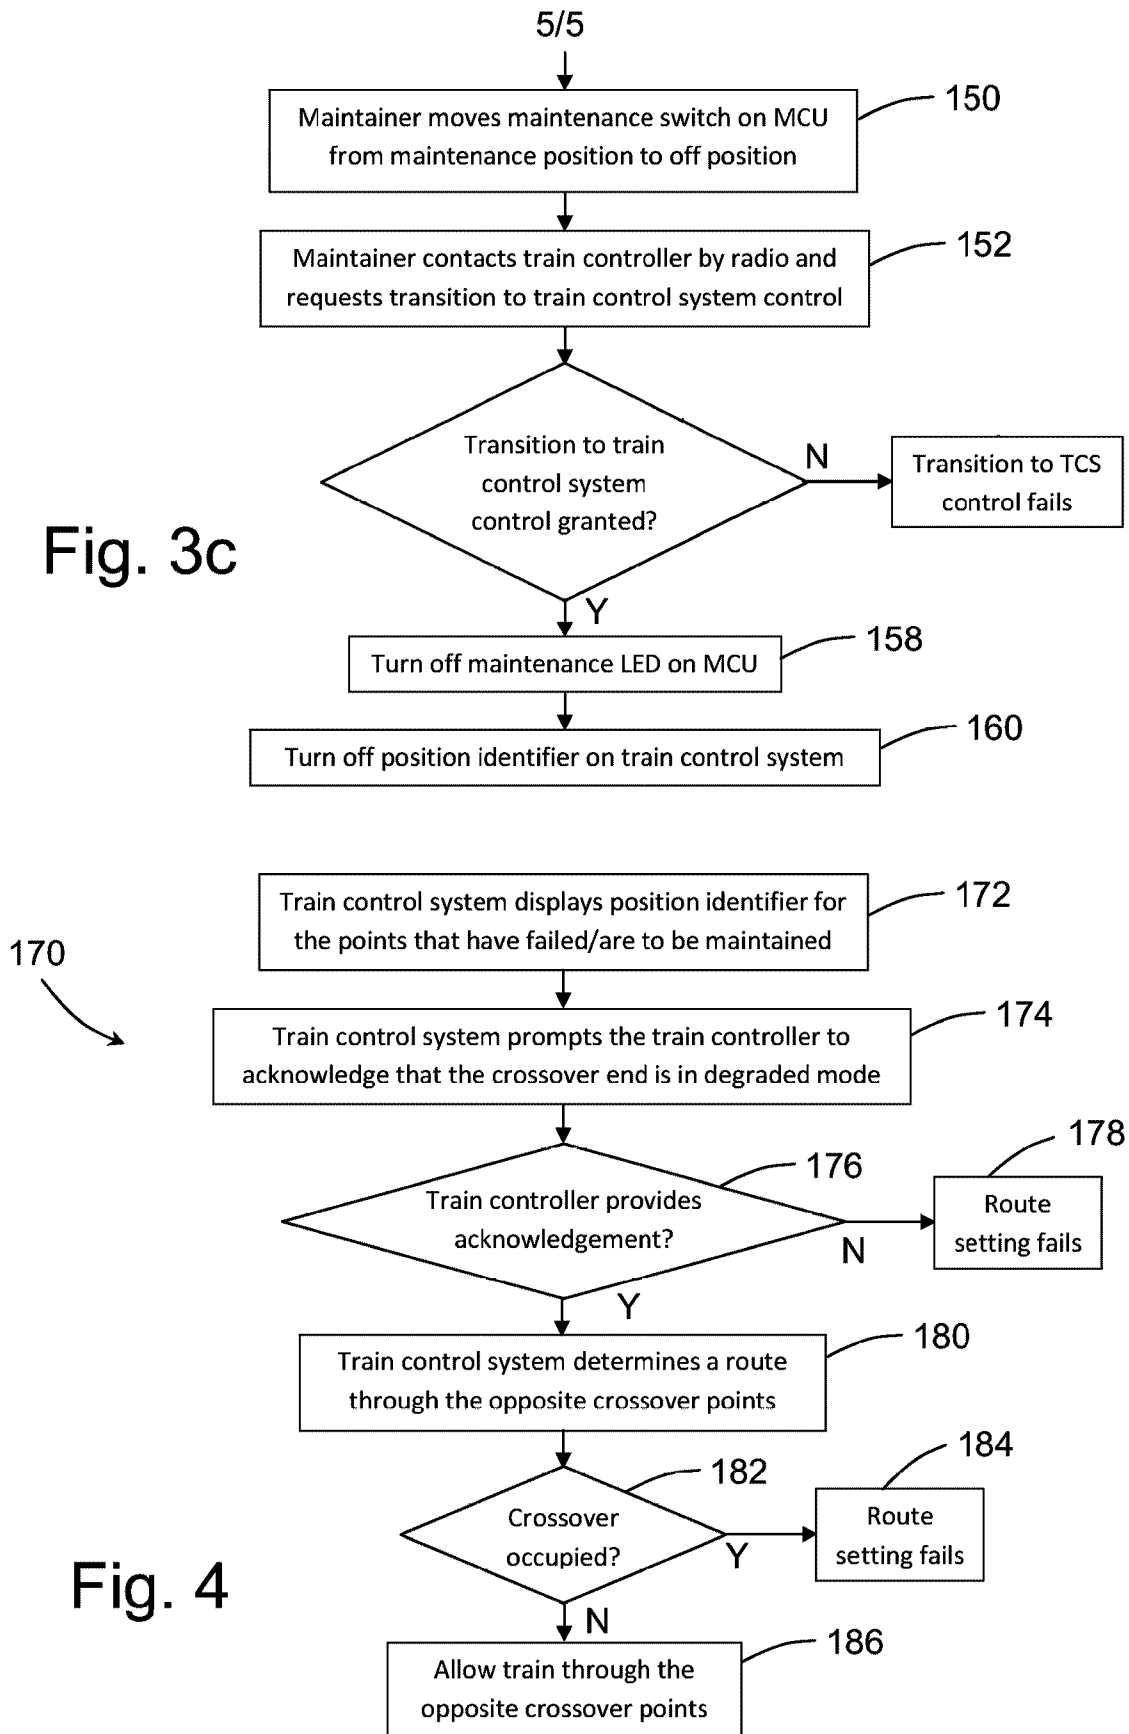 5/5
Maintainer moves maintenance switch on MCU
from maintenance position to off position
150
Maintainer contacts train controller by radio and
requests transition to train control system control
152
Transition to train
control system
control granted?
N
Transition to TCS
control fails
Fig. 3c
Y
Turn off maintenance LED on MCU
158
Turn off position identifier on train control system
160
170
Train control system displays position identifier for
the points that have failed/are to be maintained
172
Train control system prompts the train controller to
acknowledge that the crossover end is in degraded mode
174
Train controller provides
acknowledgement?
176
N
Route
setting fails
178
Y
Train control system determines a route
through the opposite crossover points
180
Crossover
occupied?
182
Y
Route
setting fails
184
Fig. 4
N
Allow train through the
opposite crossover points
186